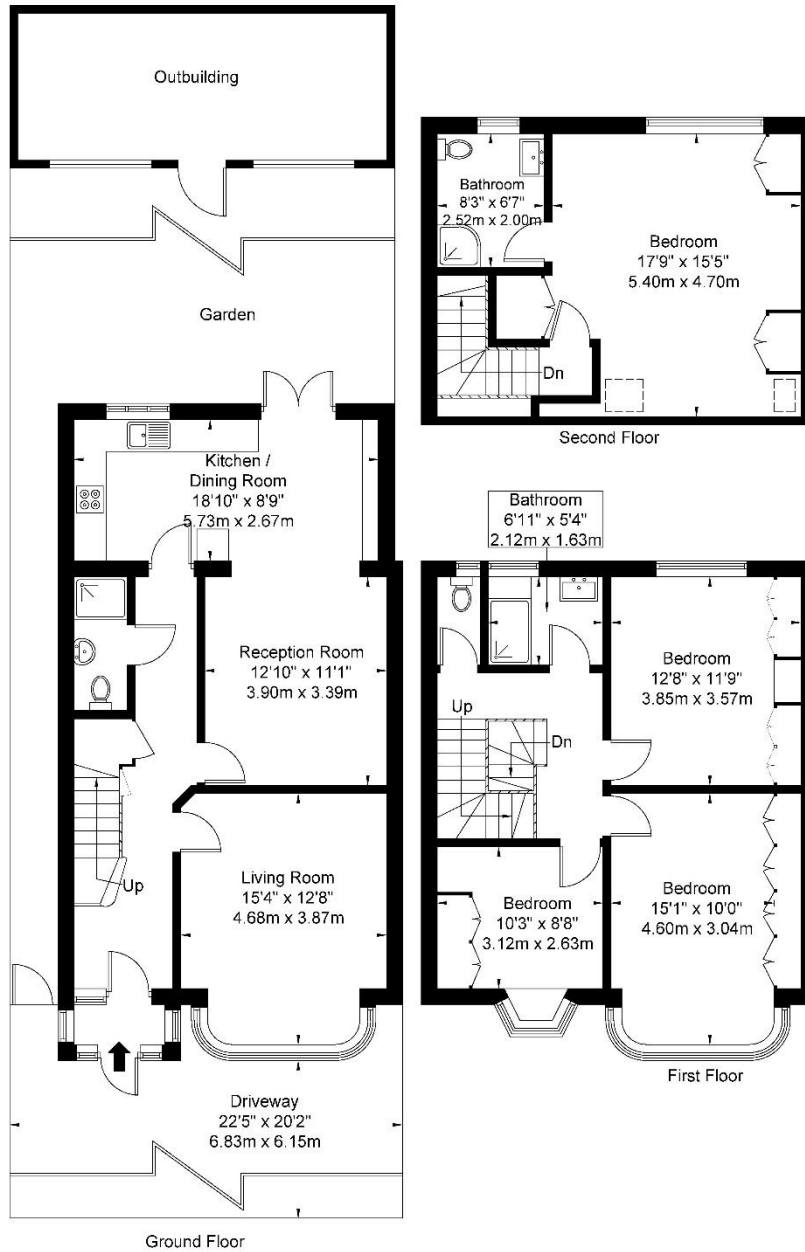 Outbuilding
Garden
Kitchen /
Dining Room
18'10" x 8'9"
5.73m x 2.67m
Reception Room
12'10" x 11'1"
3.90m x 3.39m
Up
Living Room
15'4" x 12'8"
4.68m x 3.87m
Driveway
22'5" x 20'2"
6.83m x 6.15m
Ground Floor
Bathroom
8'3" x 6'7"
2.52m x 2.00m
Bedroom
17'9" x 15'5"
5.40m x 4.70m
Dn
Second Floor
Bathroom
6'11" x 5'4"
2.12m x 1.63m
Bedroom
12'8" x 11'9"
3.85m x 3.57m
Up
Dn
Bedroom
10'3" x 8'8"
3.12m x 2.63m
Bedroom
15'1" x 10'0"
4.60m x 3.04m
First Floor